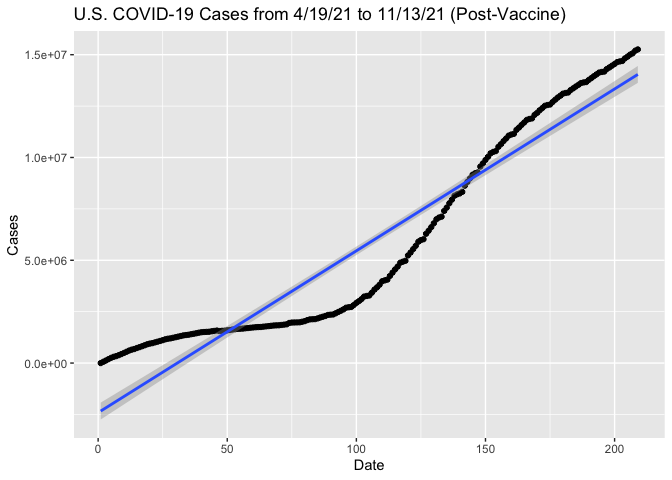 U.S. COVID-19 Cases from 4/19/21 to 11/13/21 (Post-Vaccine)
1.5e+07
1.0e+07
5.0e+06
0.0e+00
Cases
0 50 100 150 200
Date